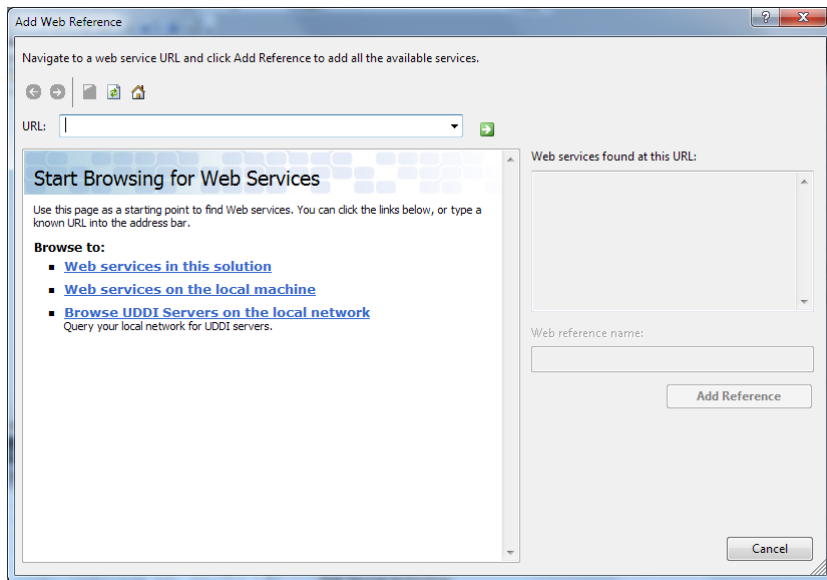 Add Web Reference
Navigate to a web service URL and click Add Reference to add all the available services.
URL:
Start Browsing for Web Services
Use this page as a starting point to find Web services. You can click the links below, or type a
known URL into the address bar.
Browse to:
Web services in this solution
Web services on the local machine
Browse UDDI Servers on the local network
Query your local network for UDDI servers.
Web services found at this URL:
Web reference name:
Add Reference
Cancel